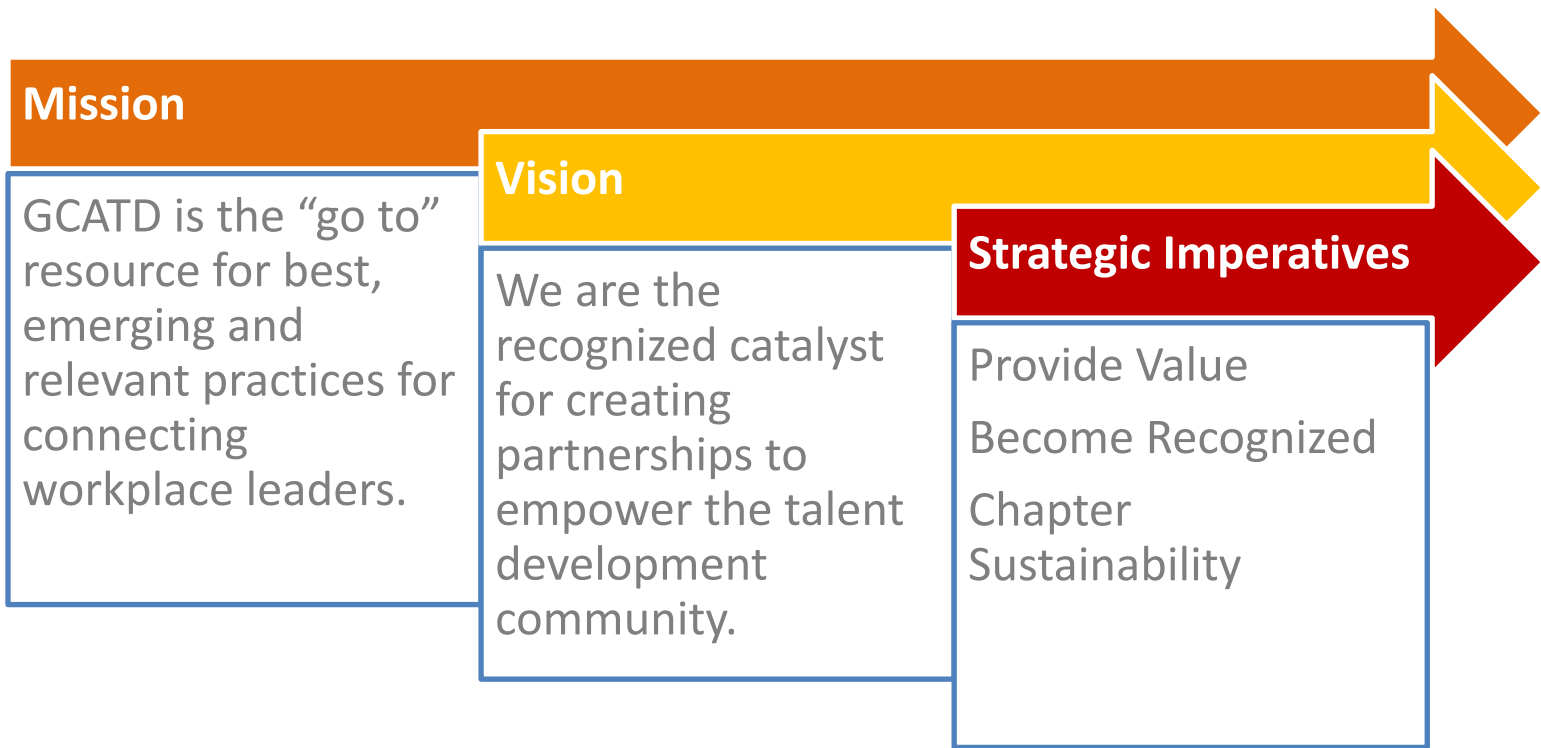 Mission
GCATD is the “go to”
resource for best,
emerging and
relevant practices for
connecting
workplace leaders.
Vision
We are the
recognized catalyst
for creating
partnerships to
empower the talent
development
community.
Strategic Imperatives
Provide Value
Become Recognized
Chapter
Sustainability